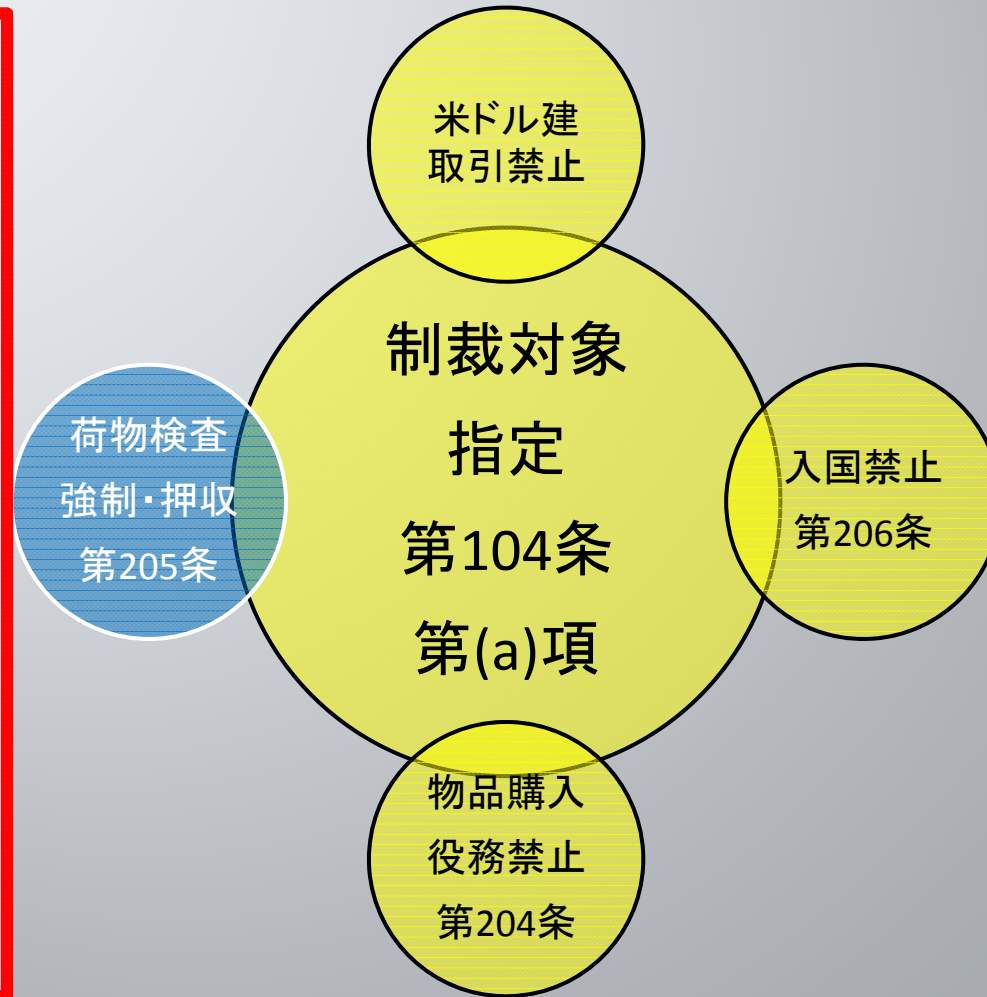 米ドル建
取引禁止
制裁対象
指定
第104条
第(a)項
荷物検査
強制・押収
第205条
入国禁止
第206条
物品購入
役務禁止
第204条